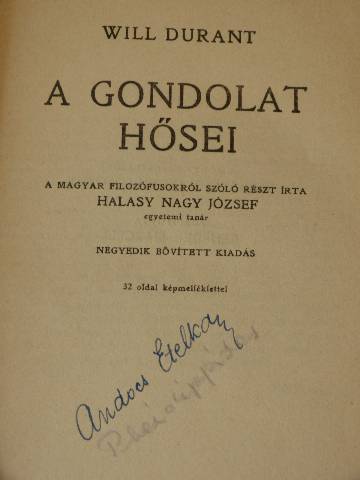 WILL DURANT
A GONDOLAT
HŐSEI
A MAGYAR FILOZÓFUSOKRÓL SZÓLÓ RÉSZT ÍRTA
HALASY NAGY JÓZSEF
egyetemi tanár
NEGYEDIK BŐVÍTETT KIADÁS
32 oldal képmelléklettel
Andocs Etelka